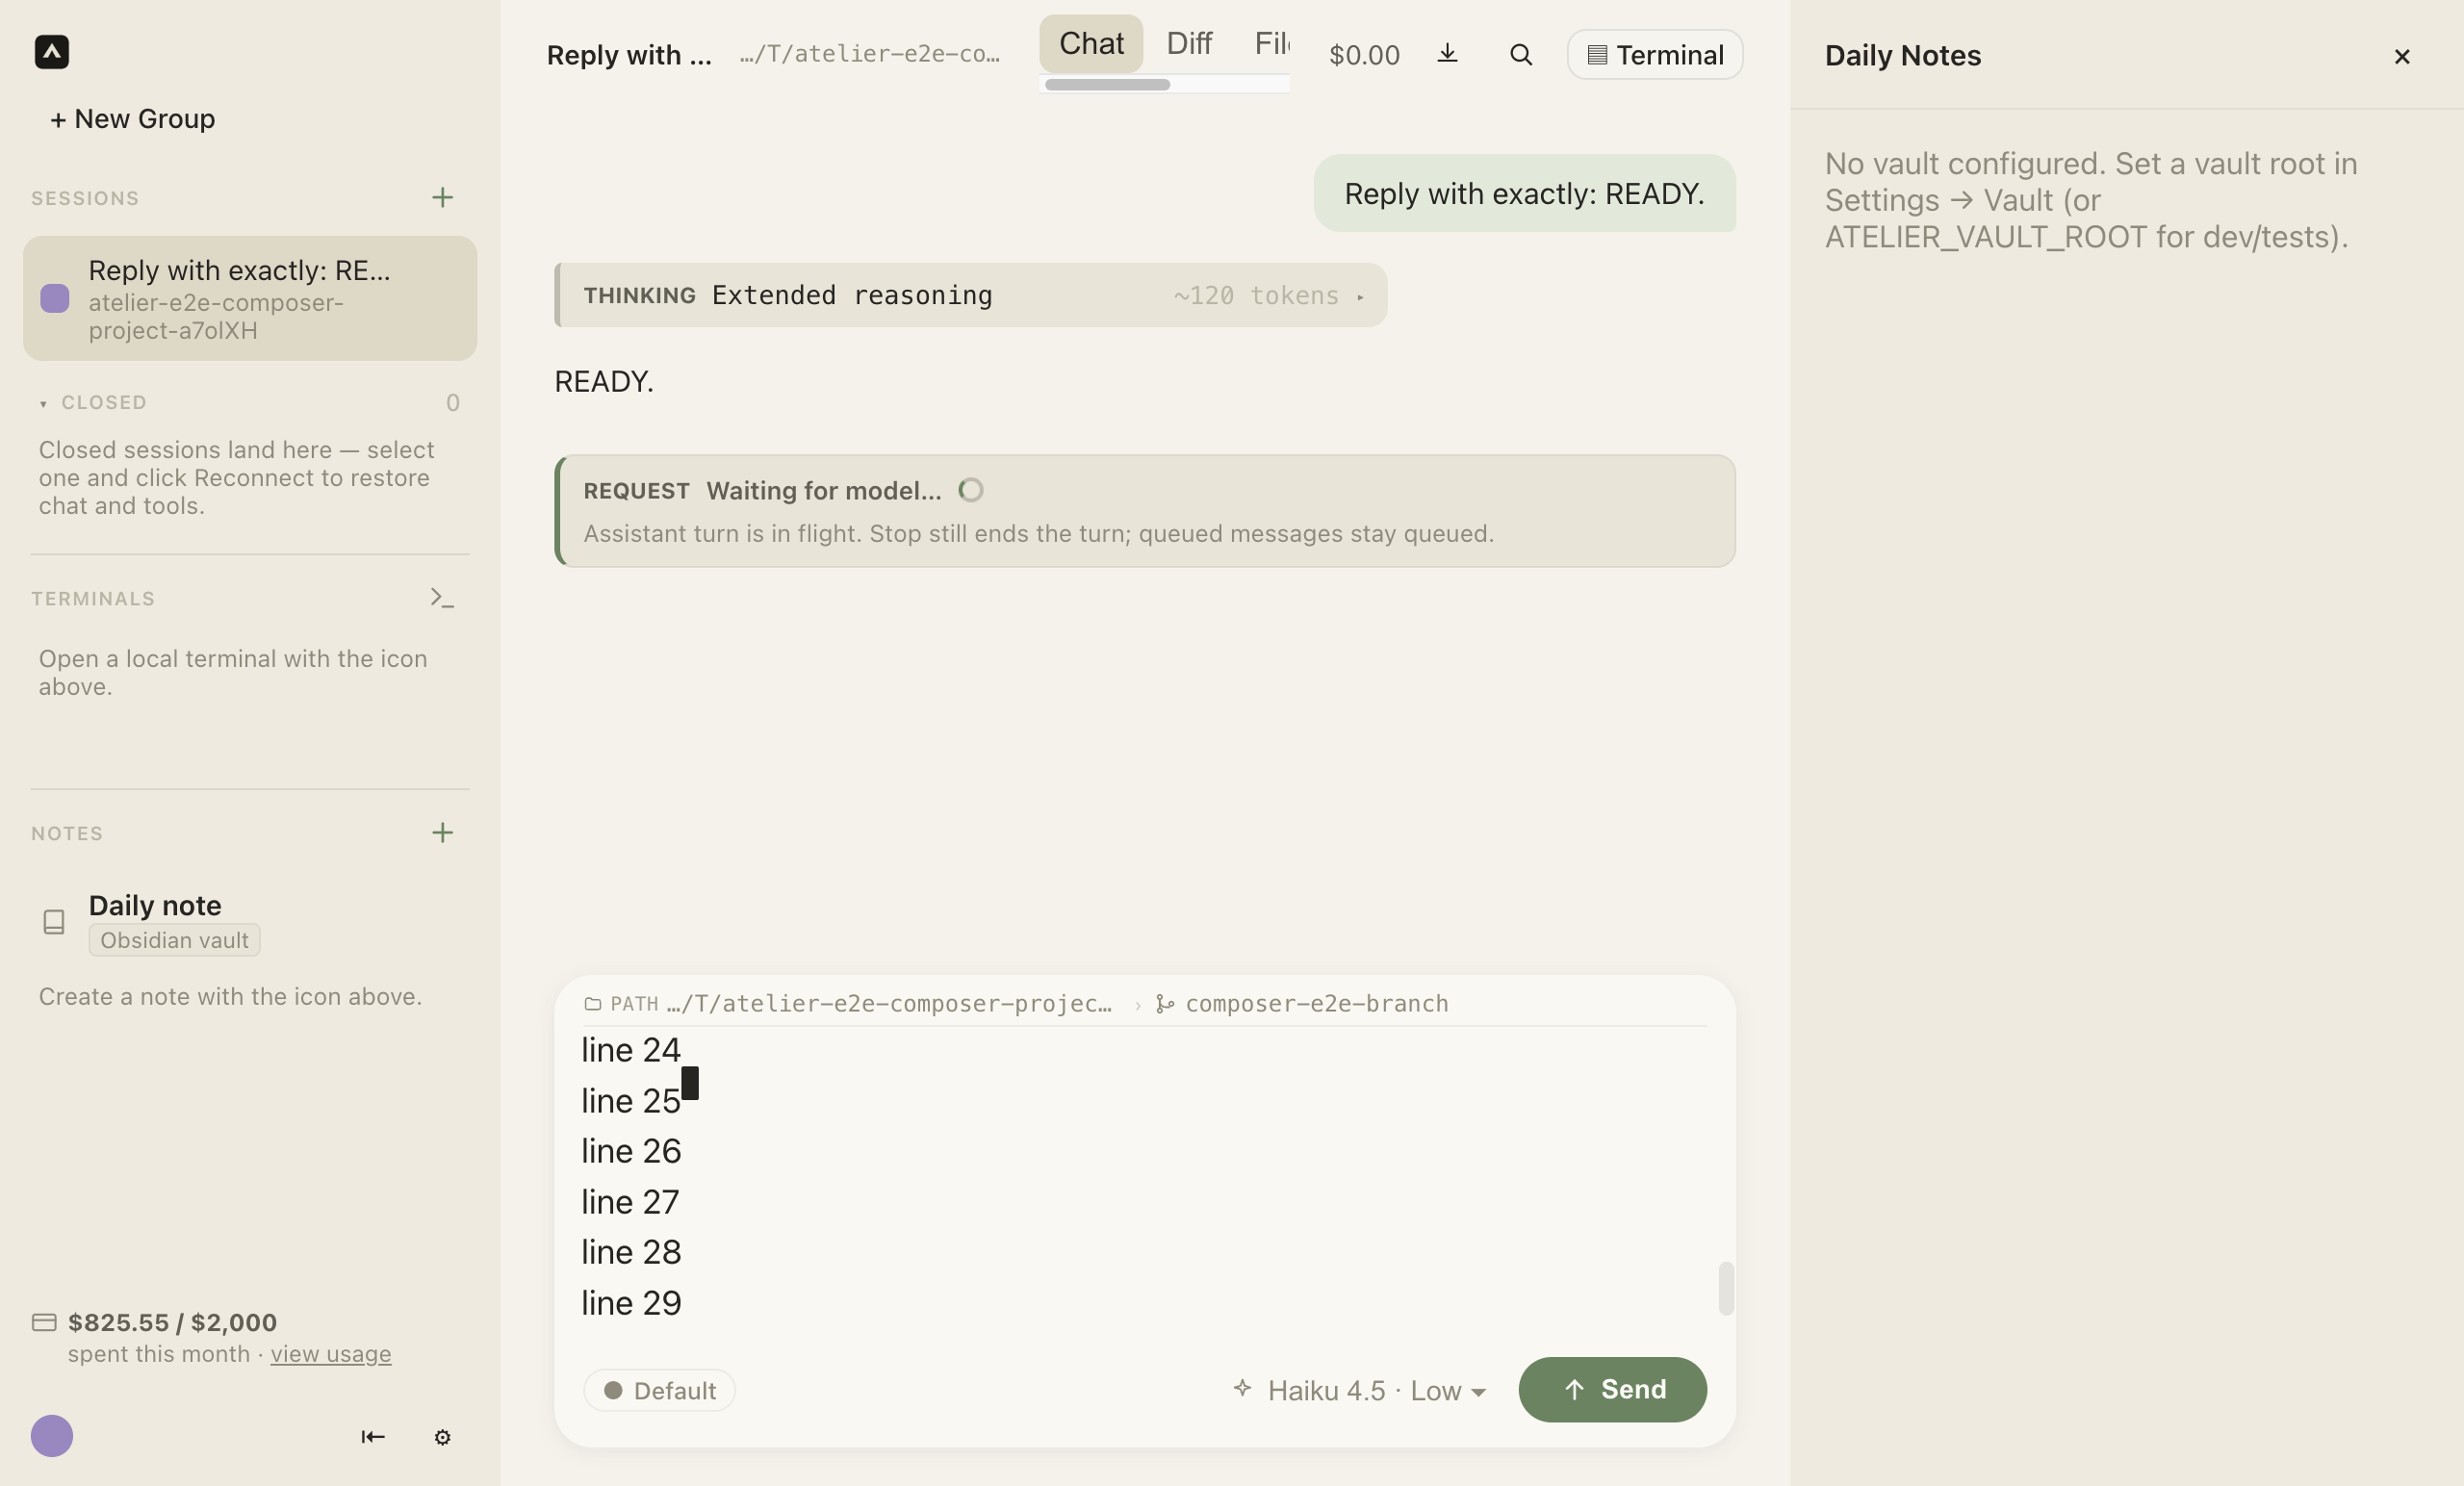 + New Group
SESSIONS
Reply with exactly: RE...
atelier-e2e-composer-
project-a7olXH
CLOSED 0
Closed sessions land here — select
one and click Reconnect to restore
chat and tools.
TERMINALS
Open a local terminal with the icon
above.
NOTES
Daily note
Obsidian vault
Create a note with the icon above.
$825.55 / $2,000
spent this month · view usage
Reply with ... …/T/atelier-e2e-co… Chat Diff $0.00 Terminal
Reply with exactly: READY.
THINKING Extended reasoning ~120 tokens
READY.
REQUEST Waiting for model...
Assistant turn is in flight. Stop still ends the turn; queued messages stay queued.
PATH …/T/atelier-e2e-composer-projec… › composer-e2e-branch
line 24
line 25
line 26
line 27
line 28
line 29
Default Haiku 4.5 · Low Send
Daily Notes
No vault configured. Set a vault root in
Settings → Vault (or
ATELIER_VAULT_ROOT for dev/tests).